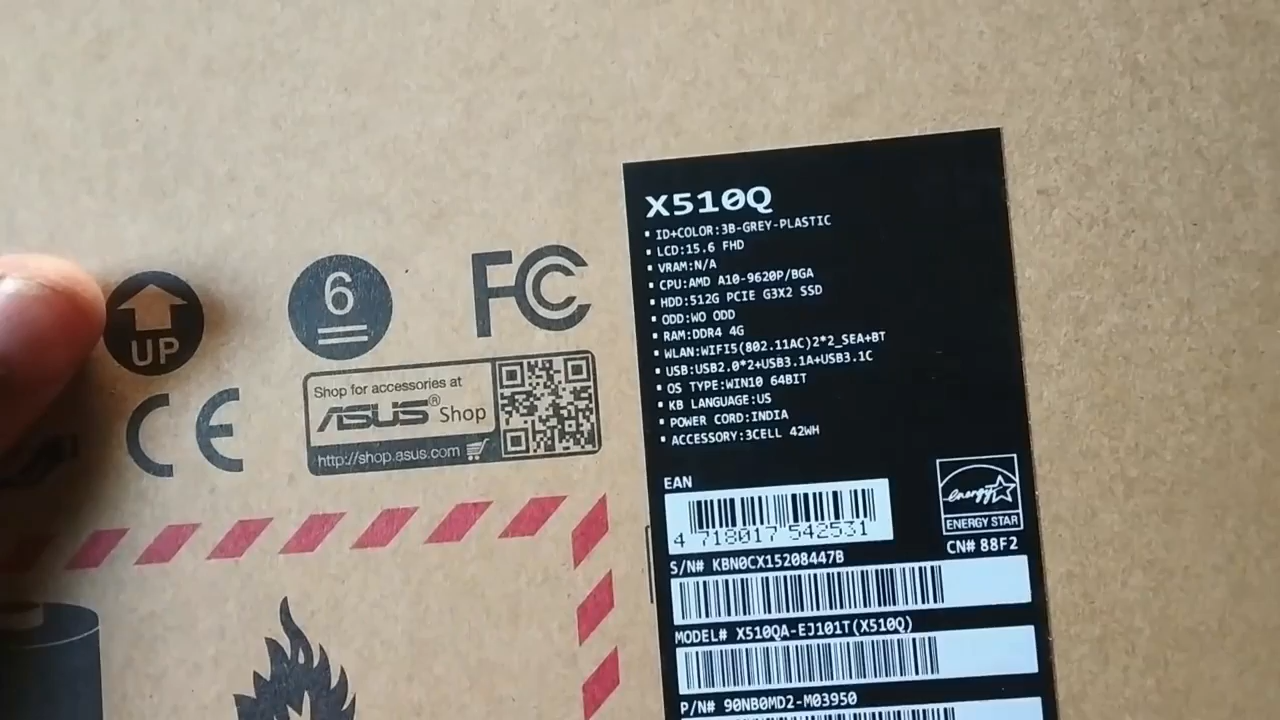 UP
6
FC
CE
Shop for accessories at
ASUS® Shop
http://shop.asus.com
X510Q
▪ ID+COLOR:3B-GREY-PLASTIC
▪ LCD:15.6 FHD
▪ VRAM:N/A
▪ CPU:AMD A10-9620P/BGA
▪ HDD:512G PCIE G3X2 SSD
▪ ODD:WO ODD
▪ RAM:DDR4 4G
▪ WLAN:WIFI5(802.11AC)2*2_SEA+BT
▪ USB:USB2.0*2+USB3.1A+USB3.1C
▪ OS TYPE:WIN10 64BIT
▪ KB LANGUAGE:US
▪ POWER CORD:INDIA
▪ ACCESSORY:3CELL 42WH
EAN
4 718017 542531
energy
ENERGY STAR
CN# 88F2
S/N# KBN0CX15208447B
MODEL# X510QA-EJ101T(X510Q)
P/N# 90NB0MD2-M03950